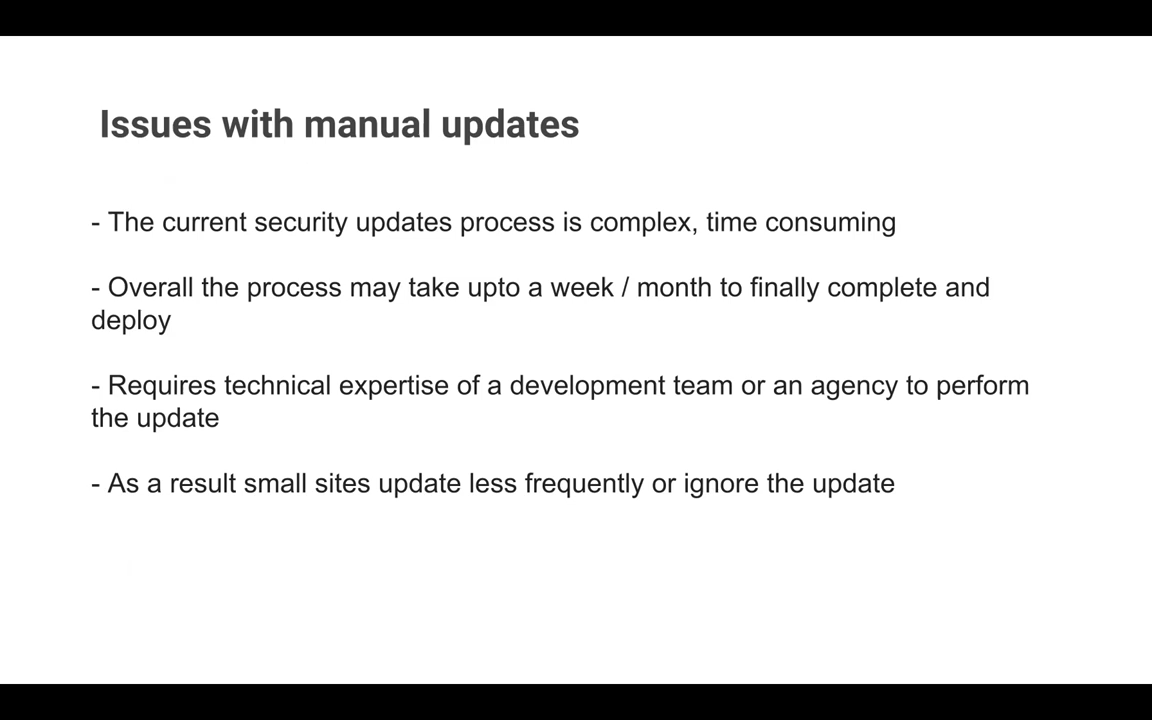 Issues with manual updates
- The current security updates process is complex, time consuming
- Overall the process may take upto a week / month to finally complete and
deploy
- Requires technical expertise of a development team or an agency to perform
the update
- As a result small sites update less frequently or ignore the update